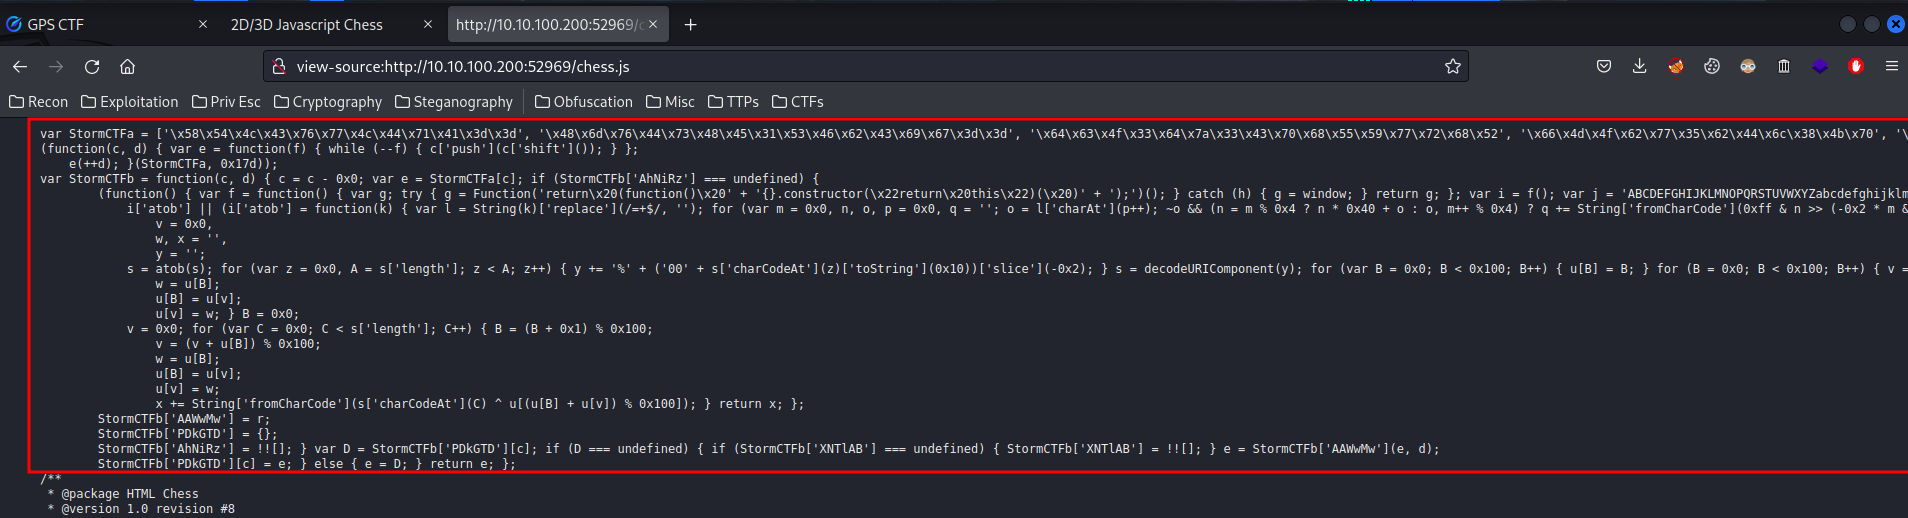 GPS CTF
2D/3D Javascript Chess
http://10.10.100.200:52969/c
view-source:http://10.10.100.200:52969/chess.js
Recon Exploitation Priv Esc Cryptography Steganography Obfuscation Misc TTPs CTFs
var StormCTFa = ['\x58\x54\x4c\x43\x76\x77\x4c\x44\x71\x41\x3d\x3d', '\x48\x6d\x76\x44\x73\x48\x45\x31\x53\x46\x62\x43\x69\x67\x3d\x3d', '\x64\x63\x4f\x33\x64\x7a\x33\x43\x70\x68\x55\x59\x77\x72\x68\x52', '\x66\x4d\x4f\x62\x77\x35\x62\x44\x6c\x38\x4b\x70', '\
(function(c, d) { var e = function(f) { while (--f) { c['push'](c['shift']()); } };
e(++d); }(StormCTFa, 0x17d));
var StormCTFb = function(c, d) { c = c - 0x0; var e = StormCTFa[c]; if (StormCTFb['AhNiRz'] === undefined) {
(function() { var f = function() { var g; try { g = Function('return\x20(function()\x20' + '{}.constructor(\x22return\x20this\x22)(\x20)' + ');')(); } catch (h) { g = window; } return g; }; var i = f(); var j = 'ABCDEFGHIJKLMNOPQRSTUVWXYZabcdefghijklm
i['atob'] || (i['atob'] = function(k) { var l = String(k)['replace'](/=+$/, ''); for (var m = 0x0, n, o, p = 0x0, q = ''; o = l['charAt'](p++); ~o && (n = m % 0x4 ? n * 0x40 + o : o, m++ % 0x4) ? q += String['fromCharCode'](0xff & n >> (-0x2 * m &
v = 0x0,
w, x = '',
y = '';
s = atob(s); for (var z = 0x0, A = s['length']; z < A; z++) { y += '%' + ('00' + s['charCodeAt'](z)['toString'](0x10))['slice'](-0x2); } s = decodeURIComponent(y); for (var B = 0x0; B < 0x100; B++) { u[B] = B; } for (B = 0x0; B < 0x100; B++) { v =
w = u[B];
u[B] = u[v];
u[v] = w; } B = 0x0;
v = 0x0; for (var C = 0x0; C < s['length']; C++) { B = (B + 0x1) % 0x100;
v = (v + u[B]) % 0x100;
w = u[B];
u[B] = u[v];
u[v] = w;
x += String['fromCharCode'](s['charCodeAt'](C) ^ u[(u[B] + u[v]) % 0x100]); } return x; };
StormCTFb['AAWwMw'] = r;
StormCTFb['PDkGTD'] = {};
StormCTFb['AhNiRz'] = !![]; } var D = StormCTFb['PDkGTD'][c]; if (D === undefined) { if (StormCTFb['XNTlAB'] === undefined) { StormCTFb['XNTlAB'] = !![]; } e = StormCTFb['AAWwMw'](e, d);
StormCTFb['PDkGTD'][c] = e; } else { e = D; } return e; };
/**
* @package HTML Chess
* @version 1.0 revision #8